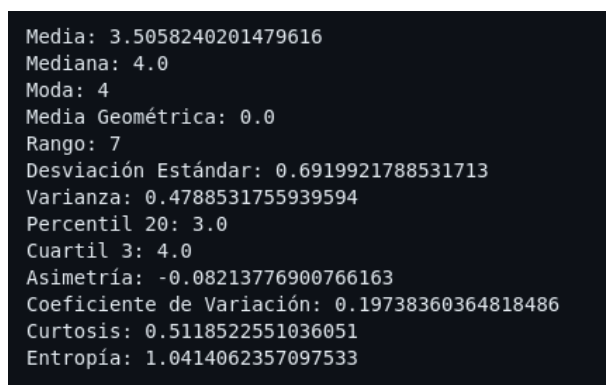 Media: 3.5058240201479616
Mediana: 4.0
Moda: 4
Media Geométrica: 0.0
Rango: 7
Desviación Estándar: 0.6919921788531713
Varianza: 0.4788531755939594
Percentil 20: 3.0
Cuartil 3: 4.0
Asimetría: -0.08213776900766163
Coeficiente de Variación: 0.19738360364818486
Curtosis: 0.5118522551036051
Entropía: 1.0414062357097533